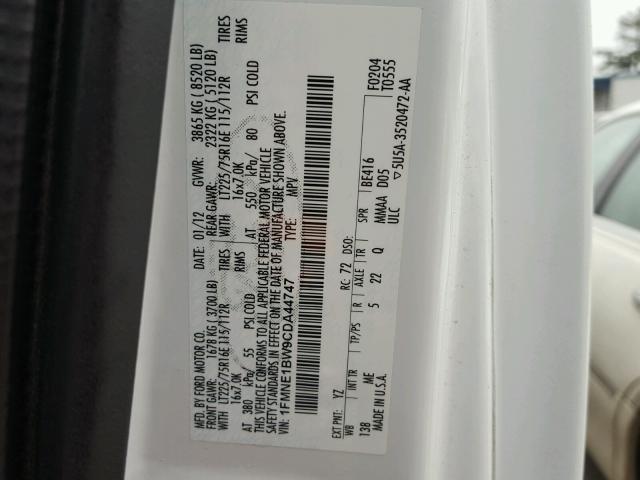 MFD. BY FORD MOTOR CO.
DATE: 01/12 GVWR: 3865 KG ( 8520 LB)
FRONT GAWR: 1678 KG ( 3700 LB) REAR GAWR: 2322 KG ( 5120 LB)
WITH LT225/75R16E 115/112R TIRES WITH LT225/75R16E 115/112R TIRES
16x7.0K RIMS 16x7.0K RIMS
AT 380 kPa/ 55 PSI COLD AT 550 kPa/ 80 PSI COLD
THIS VEHICLE CONFORMS TO ALL APPLICABLE FEDERAL MOTOR VEHICLE
SAFETY STANDARDS IN EFFECT ON THE DATE OF MANUFACTURE SHOWN ABOVE.
VIN: 1FMNE1BW9CDA44747
TYPE: MPV
F0204
T0555
EXT PNT: YZ RC: 72 DSO: SPR BE416
WB INT TR TP/PS R AXLE TR MMAA D05
138 ME 5 22 Q ULC
MADE IN U.S.A. ▽5U5A-3520472-AA